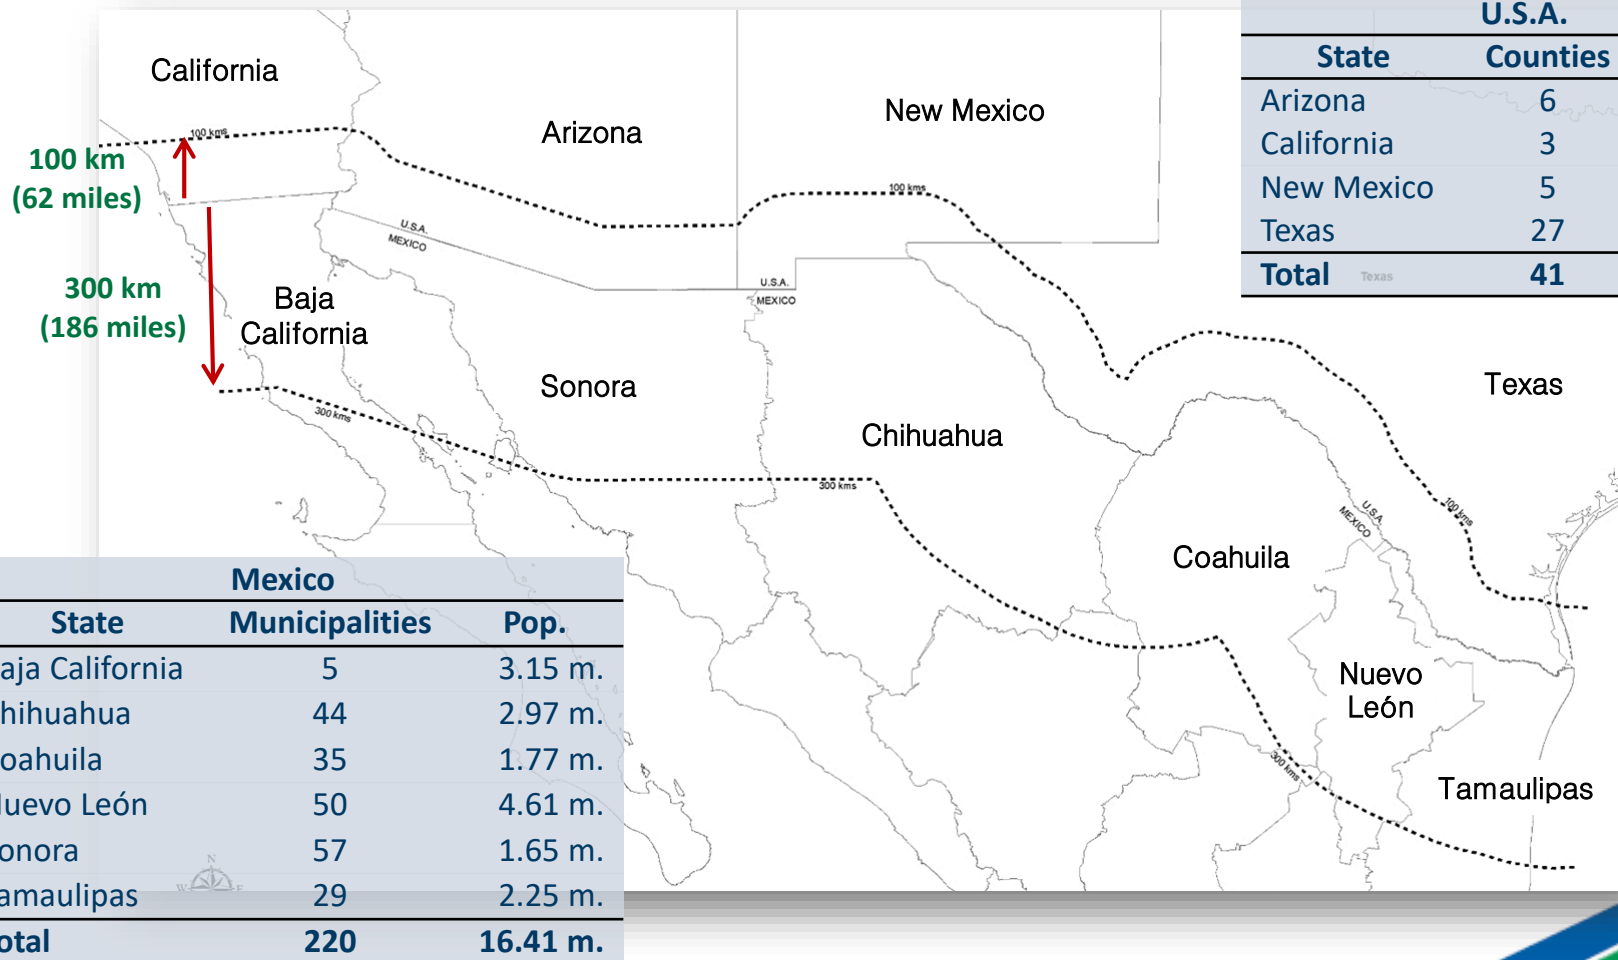 U.S.A.
State Counties
Arizona 6
California 3
New Mexico 5
Texas 27
Total 41
Texas
California
Arizona
New Mexico
100 kms
100 km
(62 miles)
100 kms
U.S.A.
MEXICO
U.S.A.
MEXICO
300 km
(186 miles)
Baja
California
Sonora
Texas
300 kms
Chihuahua
300 kms
100 kms
U.S.A.
MEXICO
Coahuila
Nuevo
León
300 kms
Tamaulipas
Mexico
State Municipalities Pop.
aja California 5 3.15 m.
hihuahua 44 2.97 m.
oahuila 35 1.77 m.
uevo León 50 4.61 m.
onora 57 1.65 m.
amaulipas 29 2.25 m.
otal 220 16.41 m.
N
W E